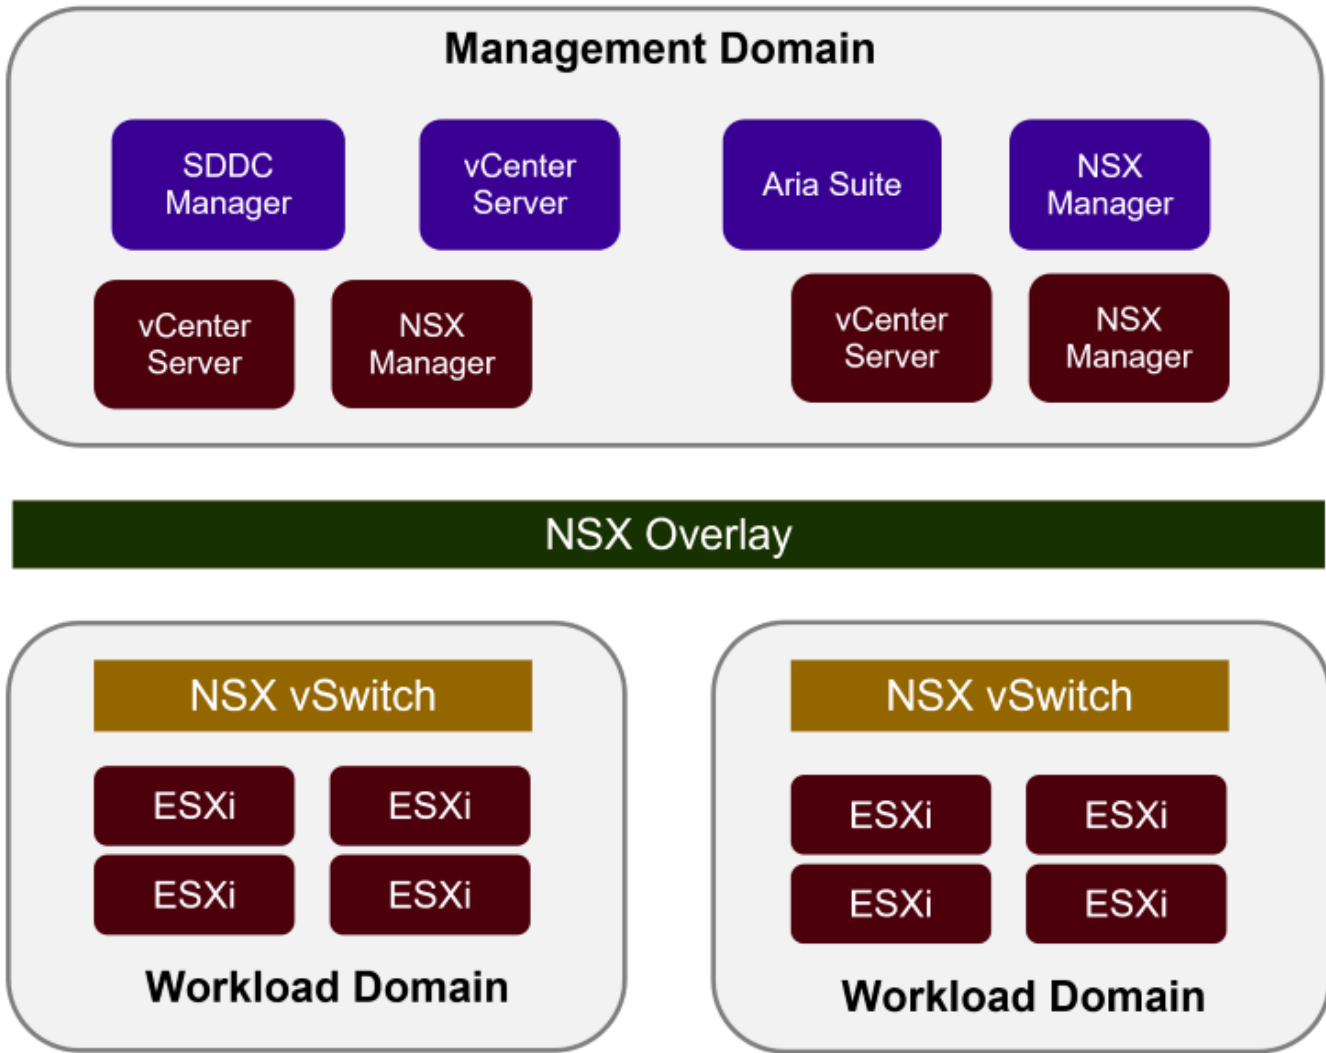 Management Domain
SDDC
Manager
vCenter
Server
Aria Suite
NSX
Manager
vCenter
Server
NSX
Manager
vCenter
Server
NSX
Manager
NSX Overlay
NSX vSwitch
ESXi
ESXi
ESXi
ESXi
Workload Domain
NSX vSwitch
ESXi
ESXi
ESXi
ESXi
Workload Domain